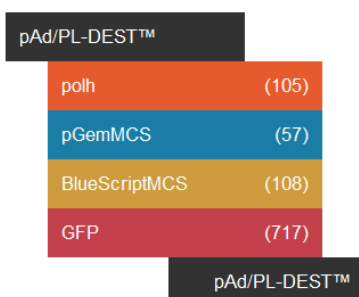 pAd/PL-DEST™
polh (105)
pGemMCS (57)
BlueScriptMCS (108)
GFP (717)
pAd/PL-DEST™